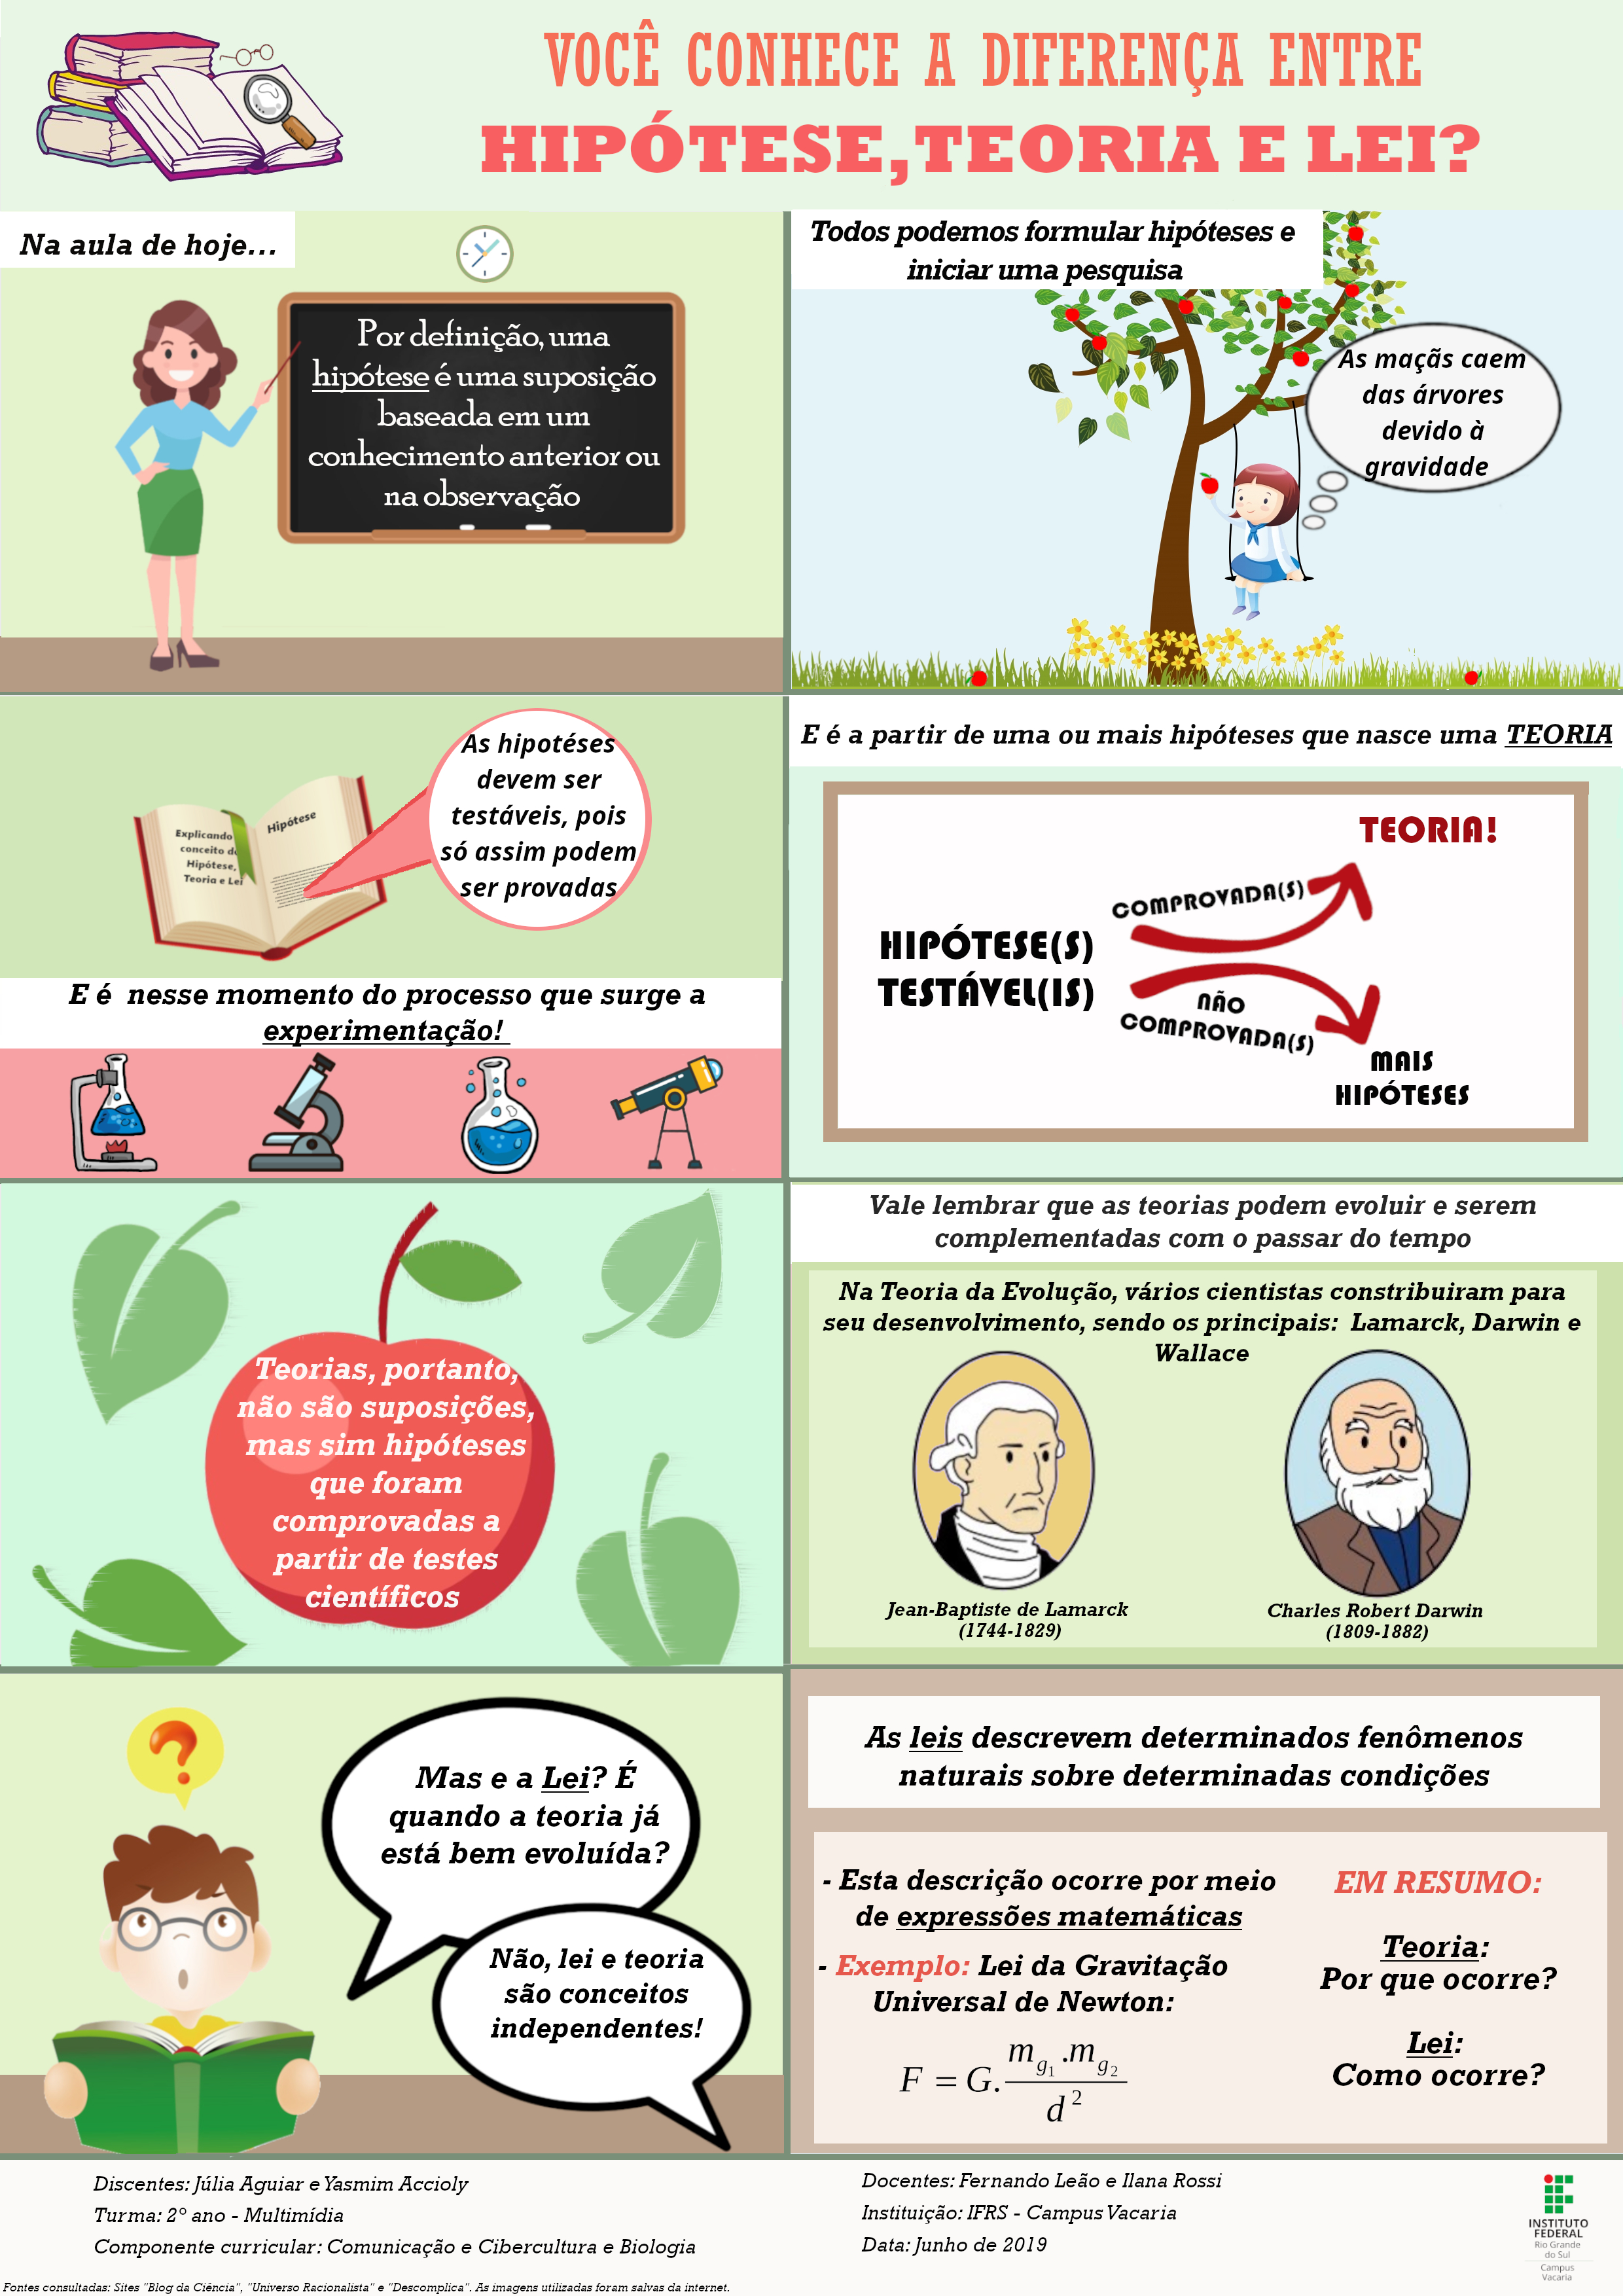 VOCÊ CONHECE A DIFERENÇA ENTRE
HIPÓTESE,TEORIA E LEI?
Na aula de hoje...
Por definição, uma
hipótese é uma suposição
baseada em um
conhecimento anterior ou
na observação
Todos podemos formular hipóteses e
iniciar uma pesquisa
As maçãs caem
das árvores
devido à
gravidade
Explicando
conceito d
Hipótese,
Teoria e Lei
Hipótese
As hipotéses
devem ser
testáveis, pois
só assim podem
ser provadas
E é nesse momento do processo que surge a
experimentação!
E é a partir de uma ou mais hipóteses que nasce uma TEORIA
HIPÓTESE(S)
TESTÁVEL(IS)
COMPROVADA(S)
TEORIA!
NÃO
COMPROVADA(S)
MAIS
HIPÓTESES
Teorias, portanto,
não são suposições,
mas sim hipóteses
que foram
comprovadas a
partir de testes
científicos
Vale lembrar que as teorias podem evoluir e serem
complementadas com o passar do tempo
Na Teoria da Evolução, vários cientistas constribuiram para
seu desenvolvimento, sendo os principais: Lamarck, Darwin e
Wallace
Jean-Baptiste de Lamarck
(1744-1829)
Charles Robert Darwin
(1809-1882)
?
Mas e a Lei? É
quando a teoria já
está bem evoluída?
Não, lei e teoria
são conceitos
independentes!
As leis descrevem determinados fenômenos
naturais sobre determinadas condições
- Esta descrição ocorre por meio
de expressões matemáticas
- Exemplo: Lei da Gravitação
Universal de Newton:
F = G. m g1 .m g2 / d 2
EM RESUMO:
Teoria:
Por que ocorre?
Lei:
Como ocorre?
Discentes: Júlia Aguiar e Yasmim Accioly
Turma: 2° ano - Multimídia
Componente curricular: Comunicação e Cibercultura e Biologia
Docentes: Fernando Leão e Ilana Rossi
Instituição: IFRS - Campus Vacaria
Data: Junho de 2019
INSTITUTO
FEDERAL
Rio Grande
do Sul
Campus
Vacaria
Fontes consultadas: Sites "Blog da Ciência", "Universo Racionalista" e "Descomplica". As imagens utilizadas foram salvas da internet.